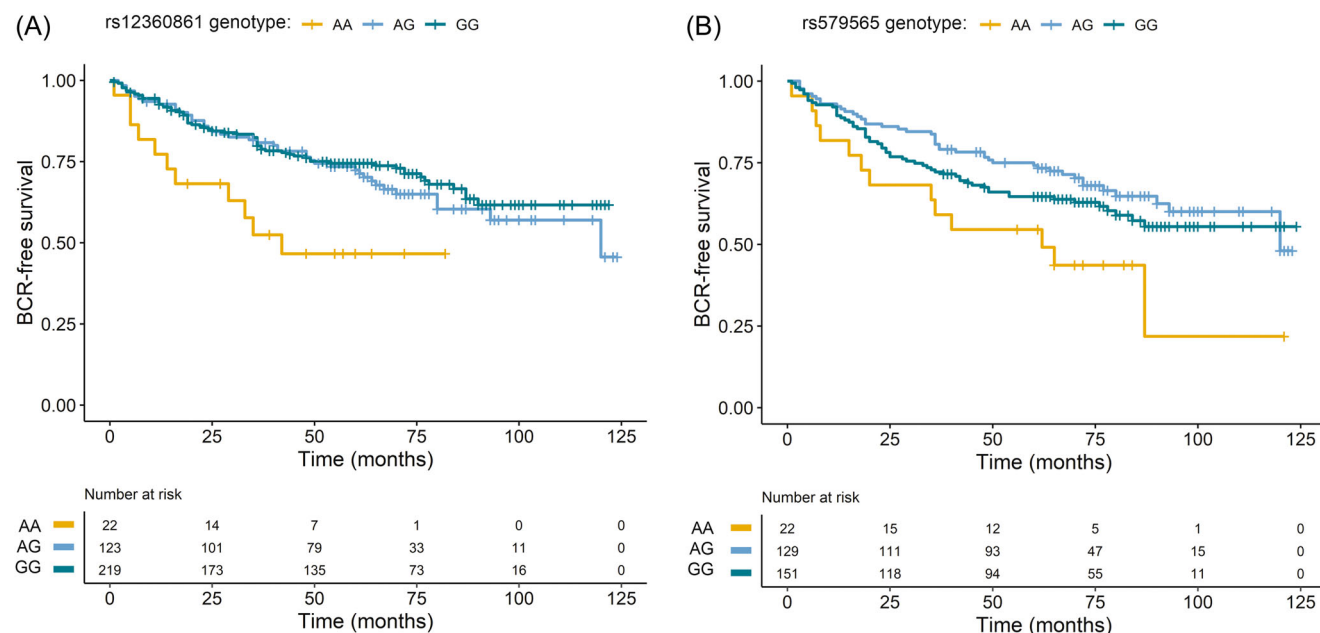 (A) rs12360861 genotype: AA AG GG
BCR-free survival
1.00
0.75
0.50
0.25
0.00
0 25 50 75 100 125
Time (months)
Number at risk
AA 22 14 7 1 0 0
AG 123 101 79 33 11 0
GG 219 173 135 73 16 0
0 25 50 75 100 125
Time (months)
(B) rs579565 genotype: AA AG GG
BCR-free survival
1.00
0.75
0.50
0.25
0.00
0 25 50 75 100 125
Time (months)
Number at risk
AA 22 15 12 5 1 0
AG 129 111 93 47 15 0
GG 151 118 94 55 11 0
0 25 50 75 100 125
Time (months)